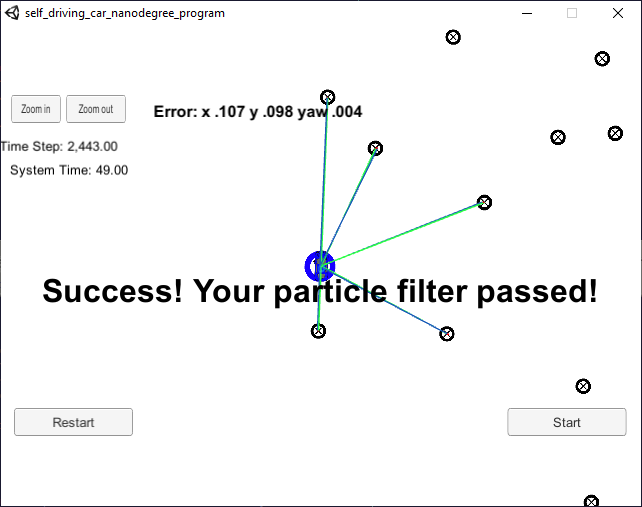 self_driving_car_nanodegree_program
Zoom in
Zoom out
Error: x .107 y .098 yaw .004
Time Step: 2,443.00
System Time: 49.00
Success! Your particle filter passed!
Restart
Start